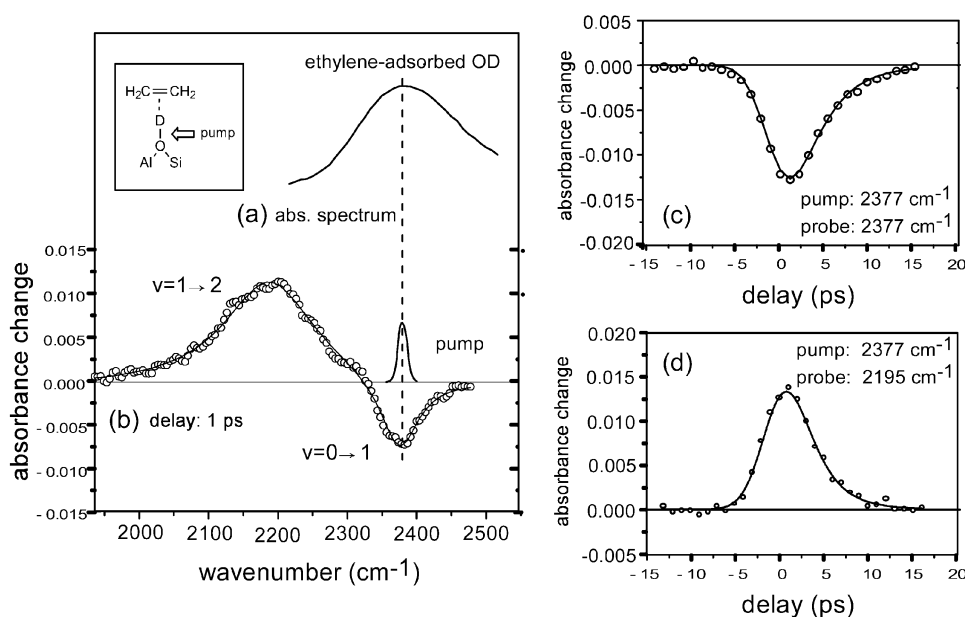 ethylene-adsorbed OD
H₂C=CH₂
D
O
pump
Al Si
(a) abs. spectrum
0.015
0.010
0.005
0.000
-0.005
-0.010
-0.015
absorbance change
v=1→2
pump
(b) delay: 1 ps
v=0→1
2000 2100 2200 2300 2400 2500
wavenumber (cm⁻¹)
0.000
-0.005
-0.010
-0.015
-0.020
absorbance change
(c)
pump: 2377 cm⁻¹
probe: 2377 cm⁻¹
-15 -10 -5 0 5 10 15 20
delay (ps)
0.020
0.015
0.010
0.005
0.000
-0.005
absorbance change
(d)
pump: 2377 cm⁻¹
probe: 2195 cm⁻¹
-15 -10 -5 0 5 10 15 20
delay (ps)